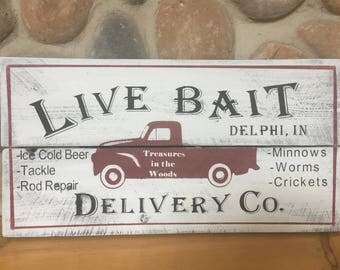 LIVE BAIT
DELPHI, IN
-Ice Cold Beer
-Tackle
-Rod Repair
Treasures
in the
Woods
-Minnows
-Worms
-Crickets
DELIVERY CO.